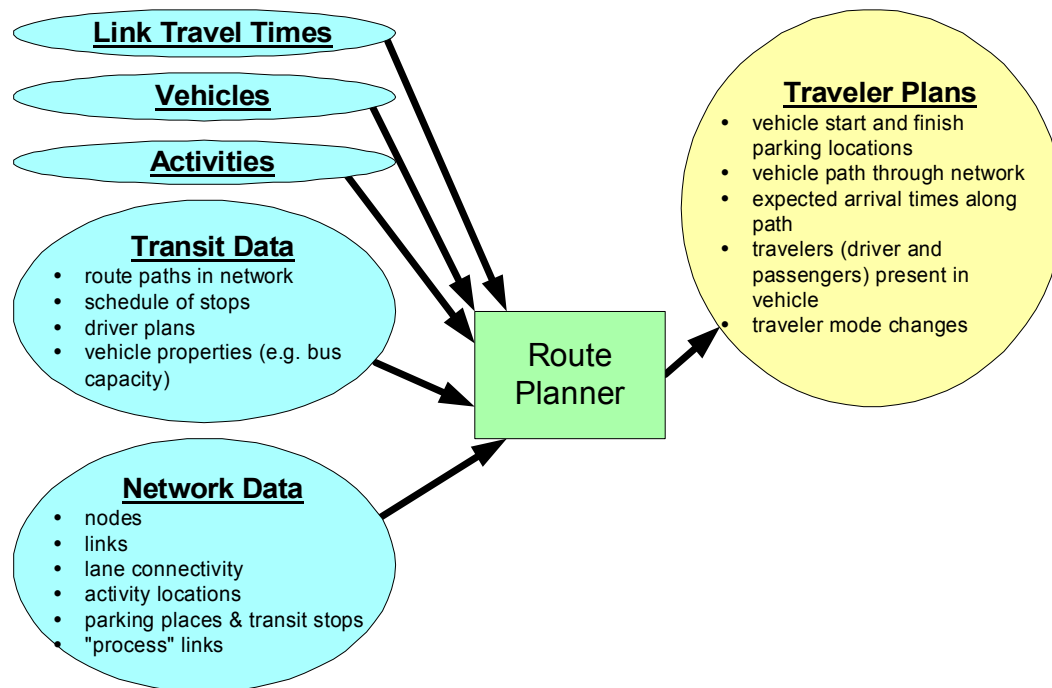 Link Travel Times
Vehicles
Activities
Transit Data
• route paths in network
• schedule of stops
• driver plans
• vehicle properties (e.g. bus
capacity)
Network Data
• nodes
• links
• lane connectivity
• activity locations
• parking places & transit stops
• "process" links
Route
Planner
Traveler Plans
• vehicle start and finish
parking locations
• vehicle path through network
• expected arrival times along
path
• travelers (driver and
passengers) present in
vehicle
• traveler mode changes